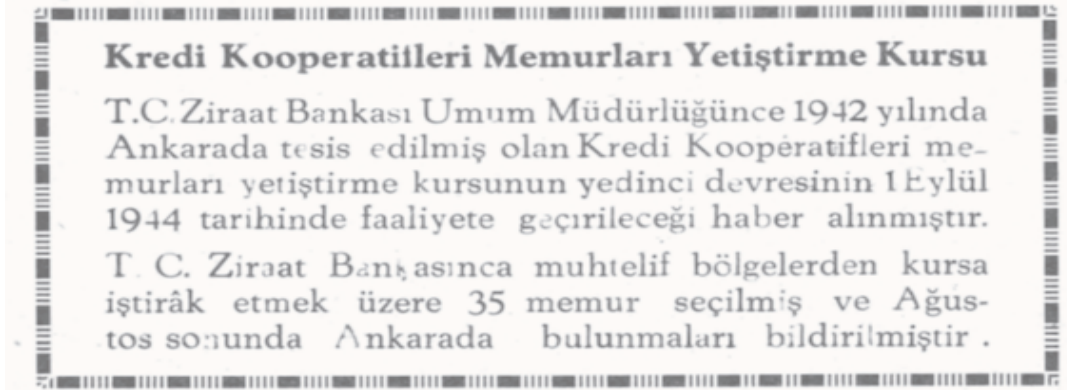 Kredi Kooperatifleri Memurları Yetiştirme Kursu
T.C. Ziraat Bankası Umum Müdürlüğünce 1942 yılında
Ankarada tesis edilmiş olan Kredi Kooperatifleri me-
murları yetiştirme kursunun yedinci devresinin 1 Eylül
1944 tarihinde faaliyete geçirileceği haber alınmıştır.
T. C. Ziraat Bankasınca muhtelif bölgelerden kursa
iştirâk etmek üzere 35 memur seçilmiş ve Ağus-
tos sonunda Ankarada bulunmaları bildirilmiştir.